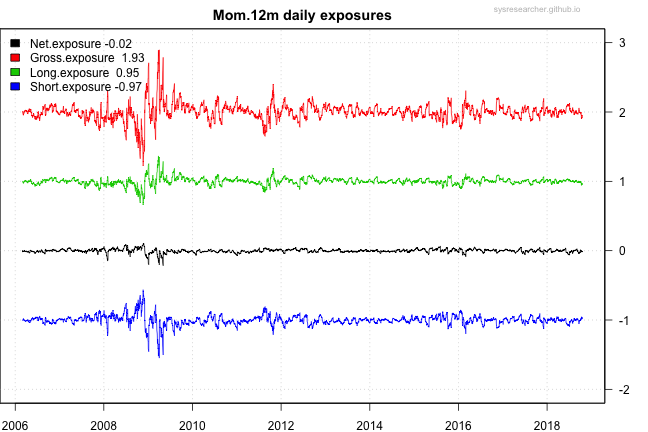 Mom.12m daily exposures
sysresearcher.github.io
Net.exposure -0.02
Gross.exposure 1.93
Long.exposure 0.95
Short.exposure -0.97
3
2
1
0
-1
-2
2006 2008 2010 2012 2014 2016 2018